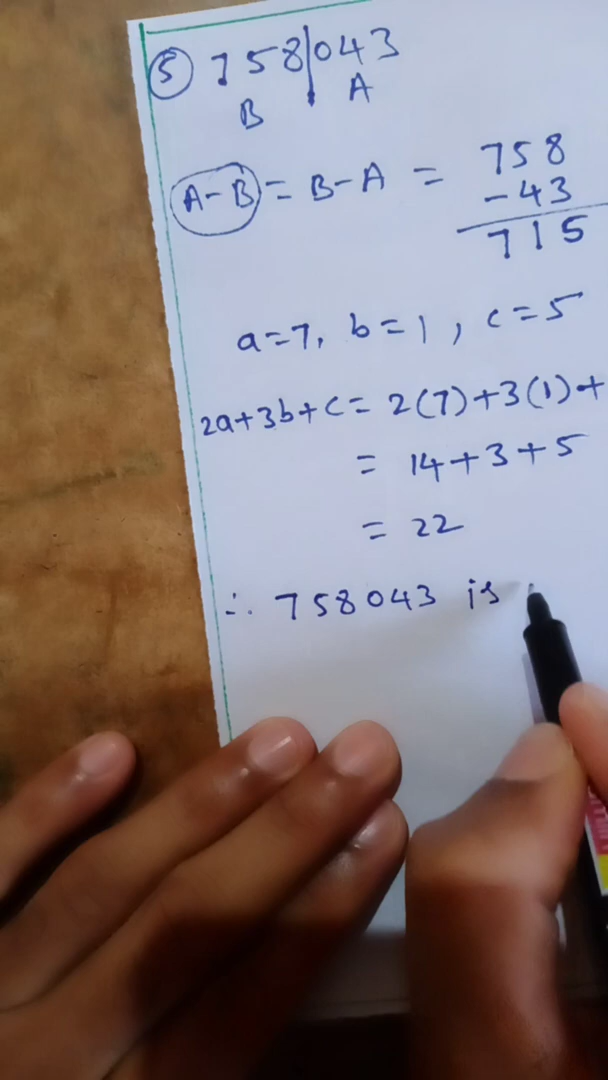 ⑤ 758|043
B A
A-B = B-A = 758
-43
715
a=7, b=1, c=5
2a+3b+c= 2(7)+3(1)+
= 14+3+5
= 22
∴ 758043 is